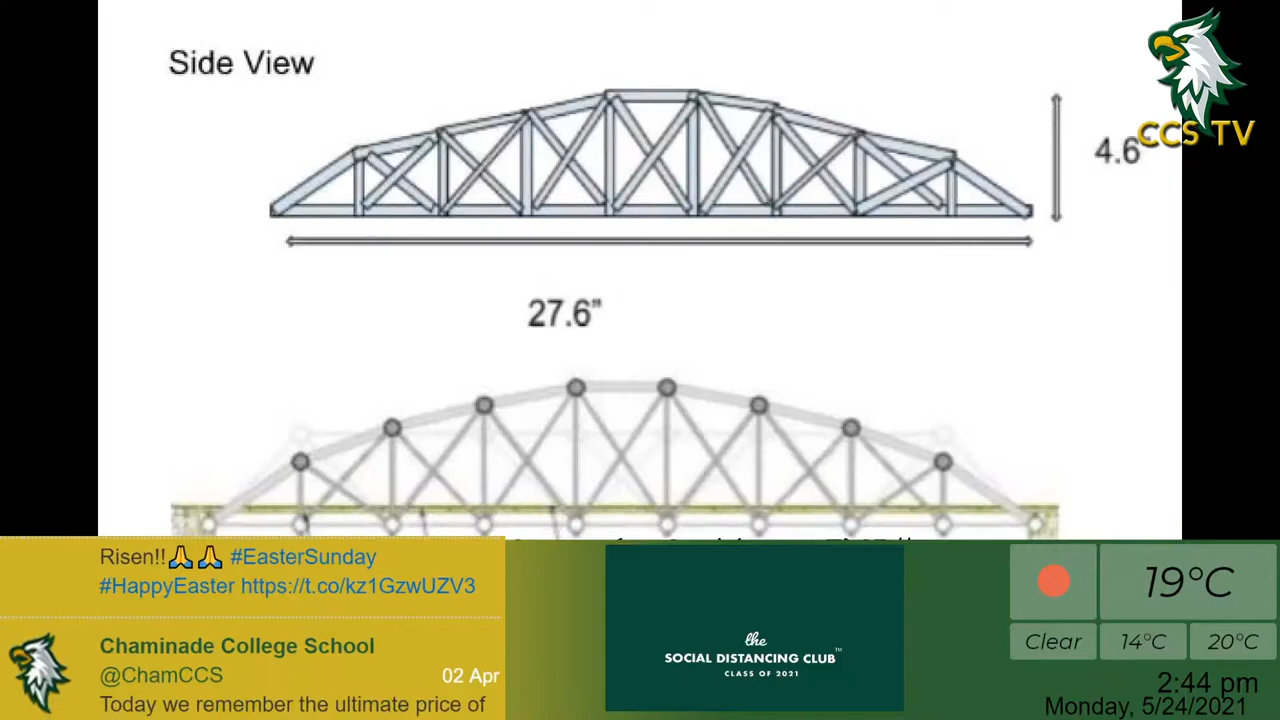 Side View
CCS TV
4.6
27.6”
Risen!!🙏🙏 #EasterSunday
#HappyEaster https://t.co/kz1GzwUZV3
Chaminade College School
@ChamCCS
02 Apr
Today we remember the ultimate price of
the
SOCIAL DISTANCING CLUB™
CLASS OF 2021
19°C
Clear
14°C
20°C
2:44 pm
Monday, 5/24/2021